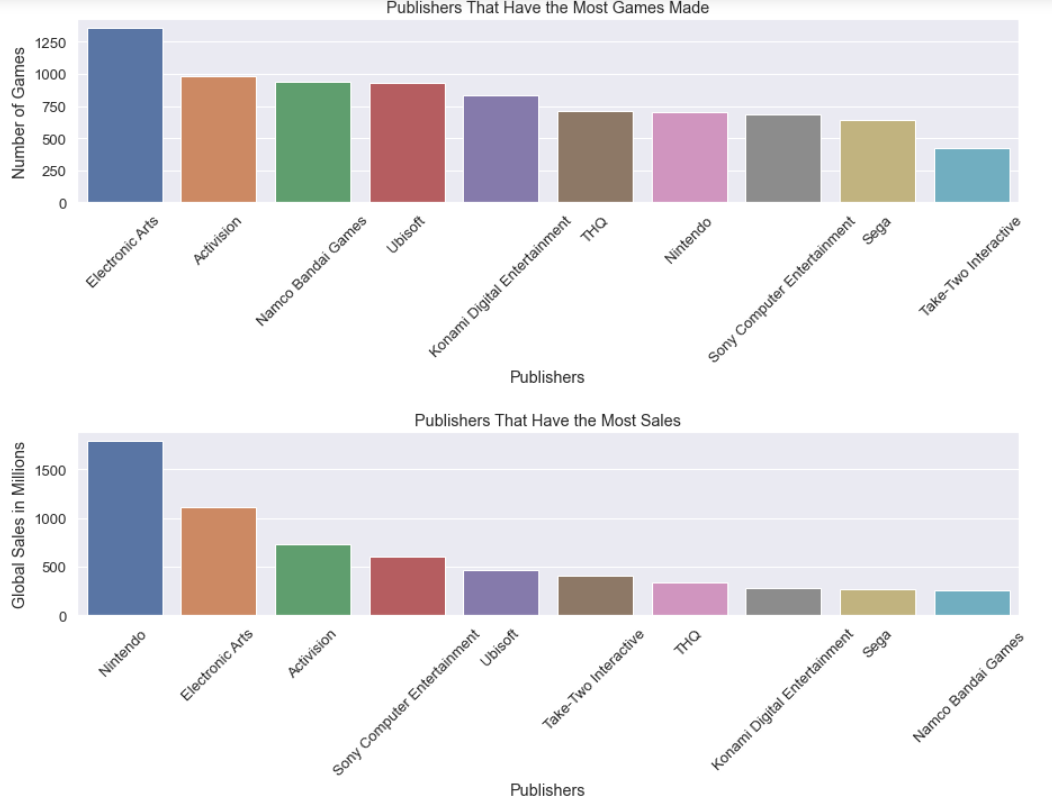 Publishers That Have the Most Games Made
Number of Games
1250
1000
750
500
250
0
Electronic Arts
Activision
Namco Bandai Games
Ubisoft
Konami Digital Entertainment
THQ
Nintendo
Sony Computer Entertainment
Sega
Take-Two Interactive
Publishers
Publishers That Have the Most Sales
Global Sales in Millions
1500
1000
500
0
Nintendo
Electronic Arts
Activision
Sony Computer Entertainment
Ubisoft
Take-Two Interactive
THQ
Konami Digital Entertainment
Sega
Namco Bandai Games
Publishers